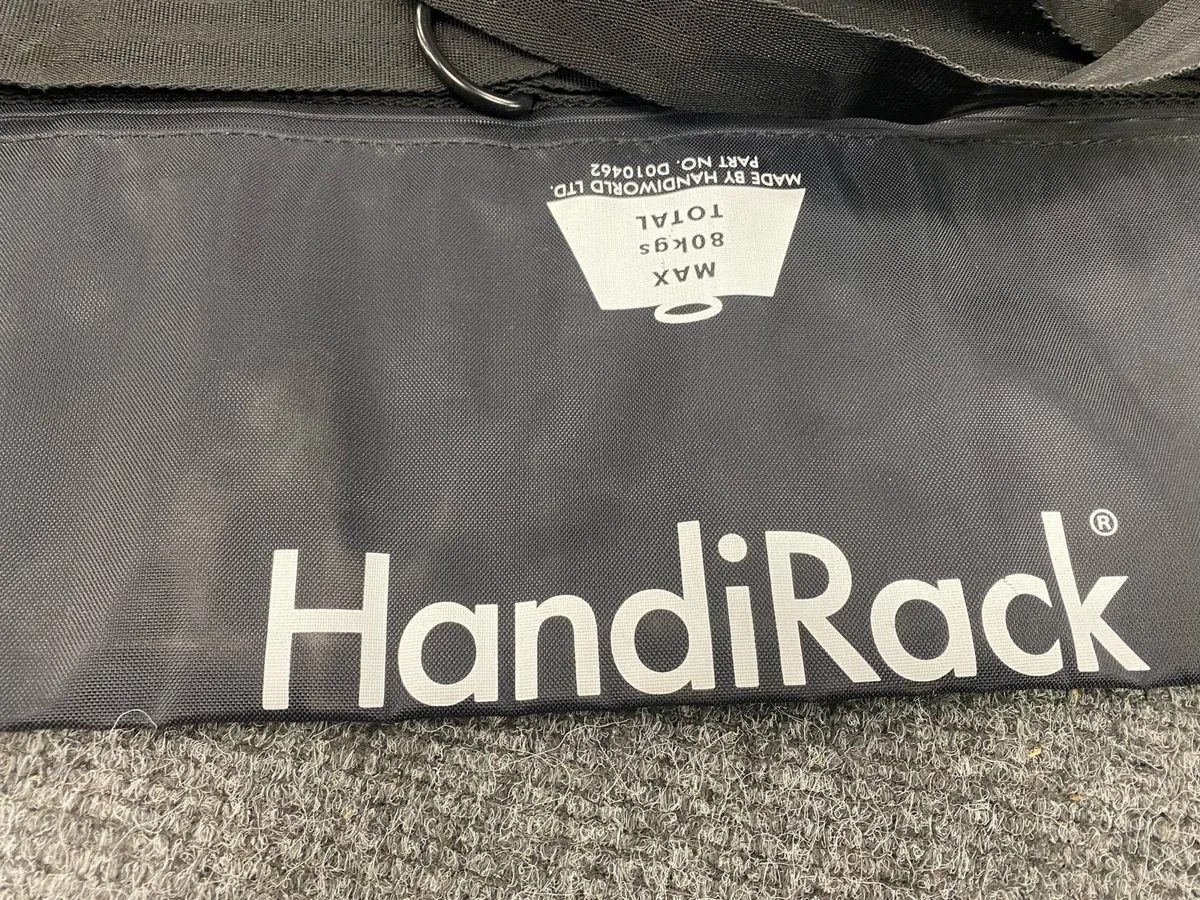 MAX
80kgs
TOTAL
MADE BY HANDIWORLD LTD.
PART NO. D010462
HandiRack®